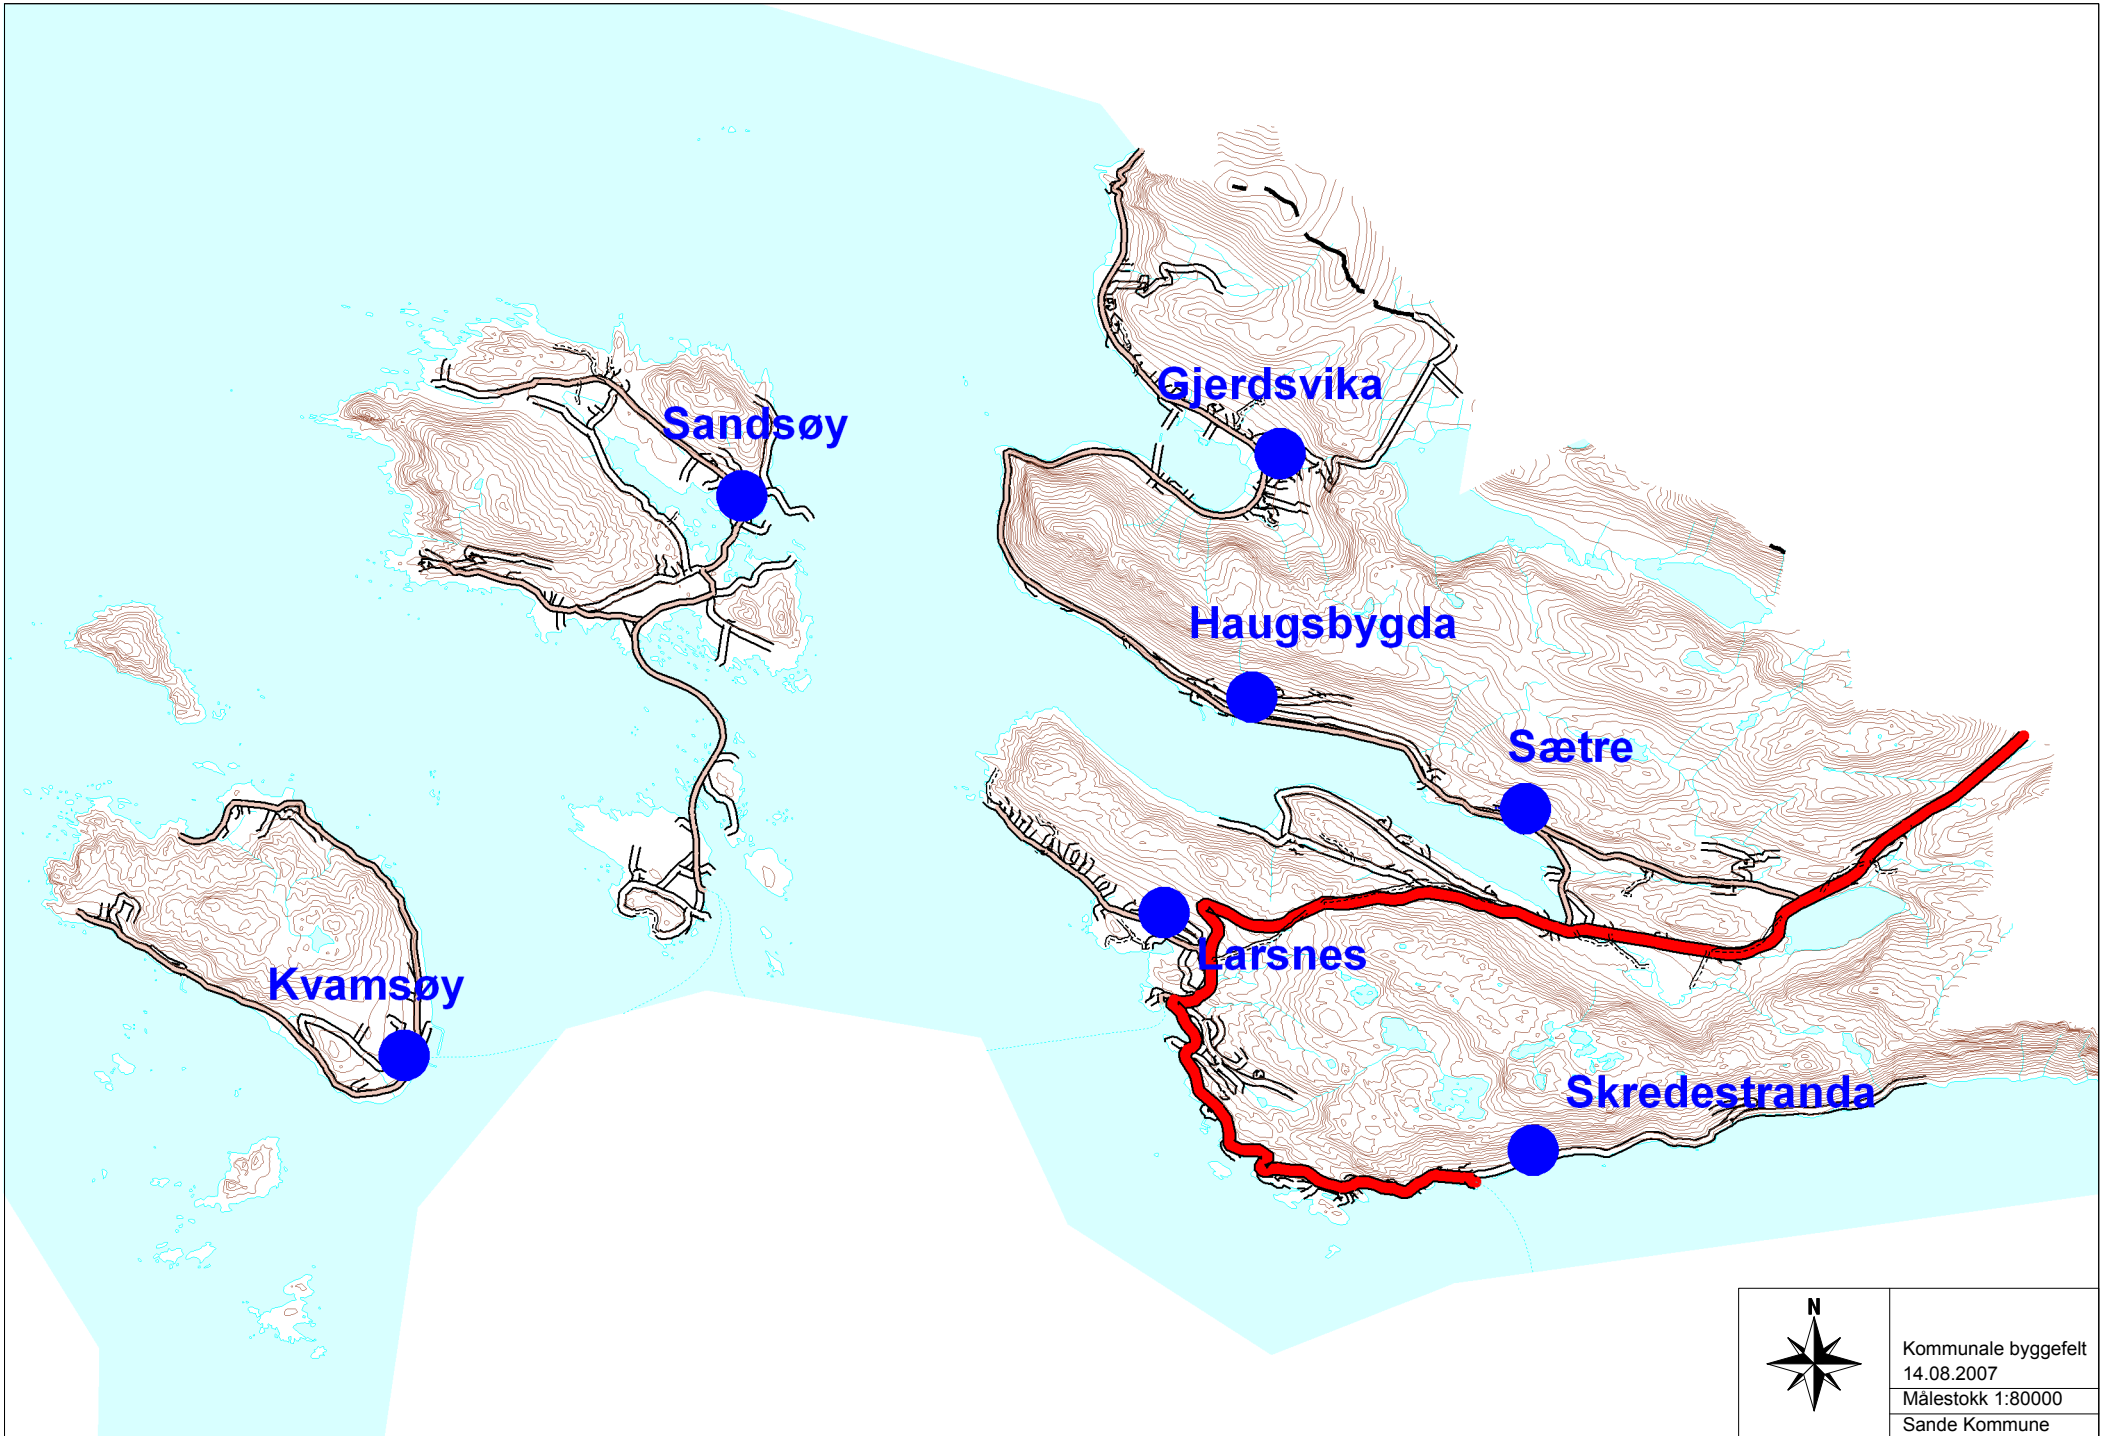 Gjerdsvika
Sandsøy
Haugsbygda
Sætre
Larsnes
Kvamsøy
Skredestranda
N
Kommunale byggefelt
14.08.2007
Målestokk 1:80000
Sande Kommune